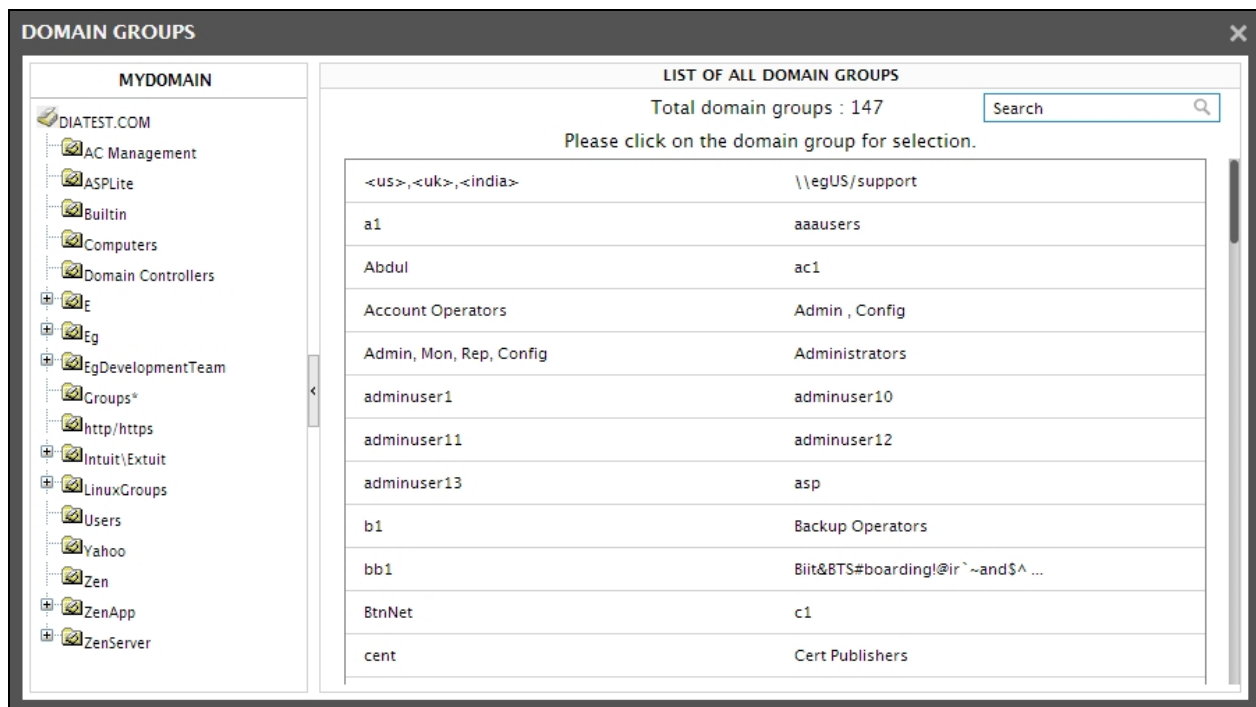 DOMAIN GROUPS
MYDOMAIN
DIATEST.COM
AC Management
ASPLite
Builtin
Computers
Domain Controllers
E
Eg
EgDevelopmentTeam
Groups*
http/https
Intuit\Extuit
LinuxGroups
Users
Yahoo
Zen
ZenApp
ZenServer
LIST OF ALL DOMAIN GROUPS
Total domain groups : 147
Search
Please click on the domain group for selection.
<us>,<uk>,<india> \\egUS/support
a1 aaausers
Abdul ac1
Account Operators Admin , Config
Admin, Mon, Rep, Config Administrators
adminuser1 adminuser10
adminuser11 adminuser12
adminuser13 asp
b1 Backup Operators
bb1 Biit&BTS#boarding!@ir`~and$^ ...
BtnNet c1
cent Cert Publishers